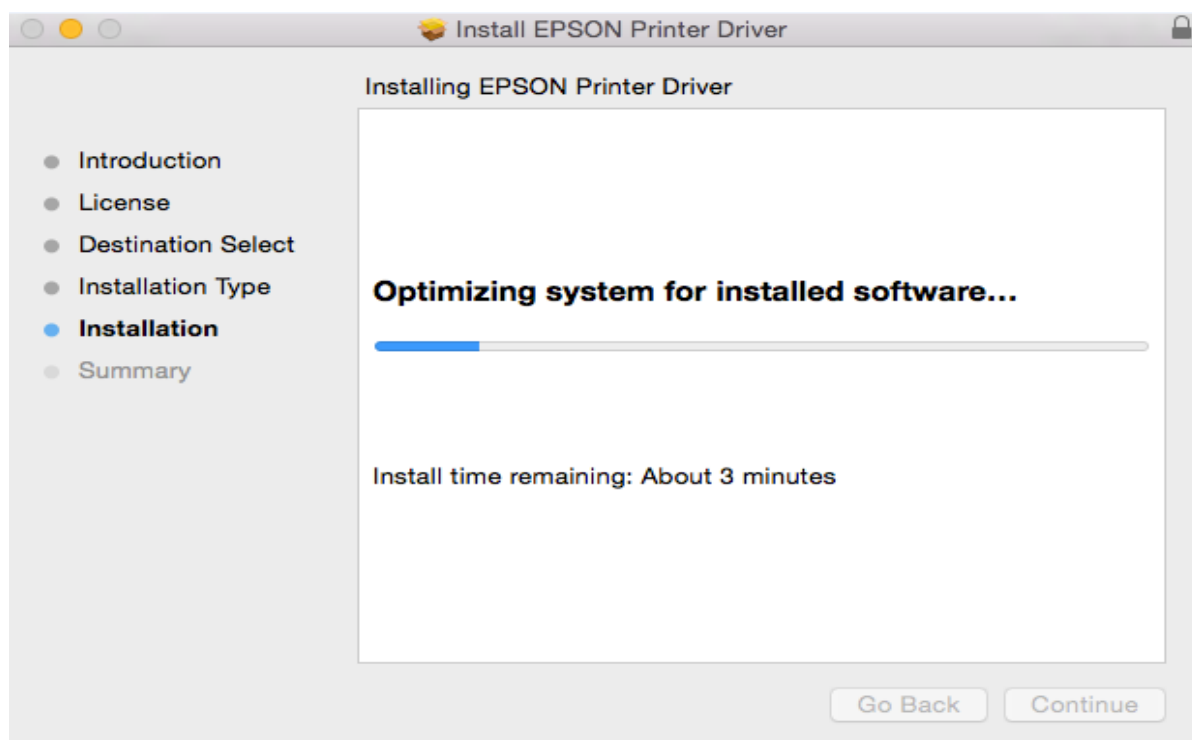 Install EPSON Printer Driver
Installing EPSON Printer Driver
Introduction
License
Destination Select
Installation Type
Installation
Summary
Optimizing system for installed software...
Install time remaining: About 3 minutes
Go Back
Continue